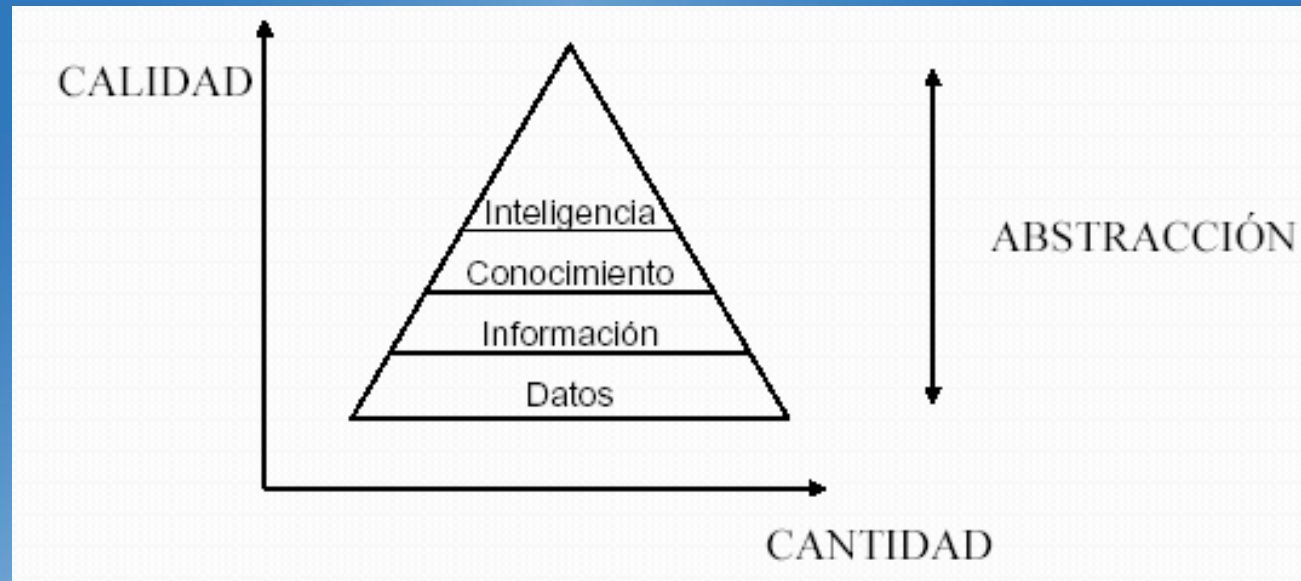 CALIDAD
Inteligencia
ABSTRACCIÓN
Conocimiento
Información
Datos
CANTIDAD